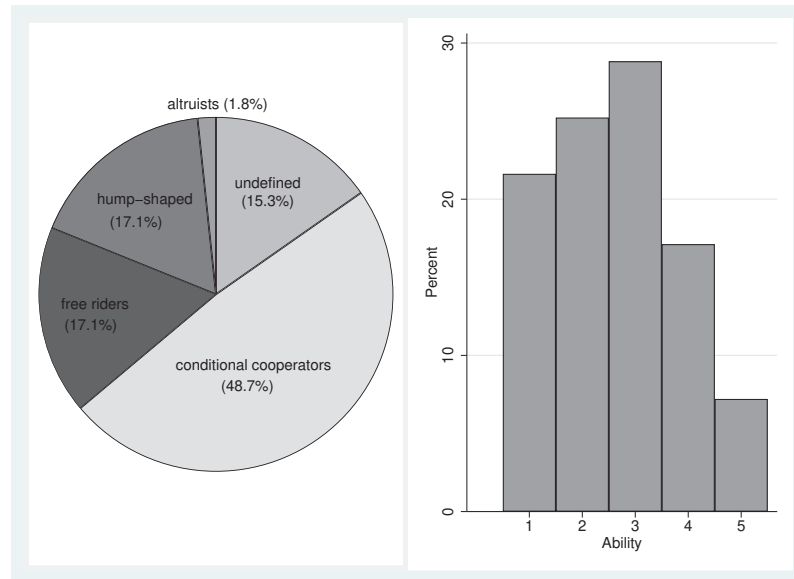 altruists (1.8%)
undefined
(15.3%)
hump−shaped
(17.1%)
free riders
(17.1%)
conditional cooperators
(48.7%)
30
20
10
0
Percent
1 2 3 4 5
Ability